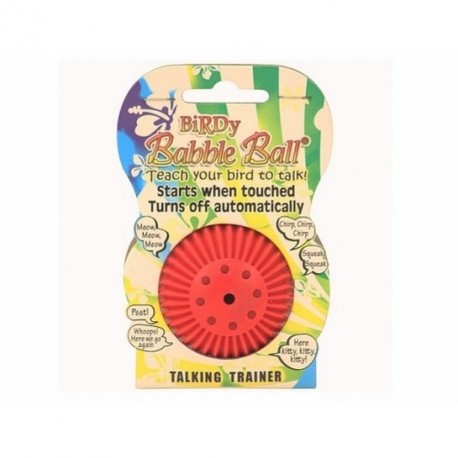 BiRDy
Babble Ball®
Teach your bird to talk!
Starts when touched
Turns off automatically
Meow,
Meow,
Meow
Chirp, Chirp,
Chirp
Squeak,
Squeak
Psst!
Whoops!
Here we go
again
Here
kitty, kitty,
kitty!
TALKING TRAINER